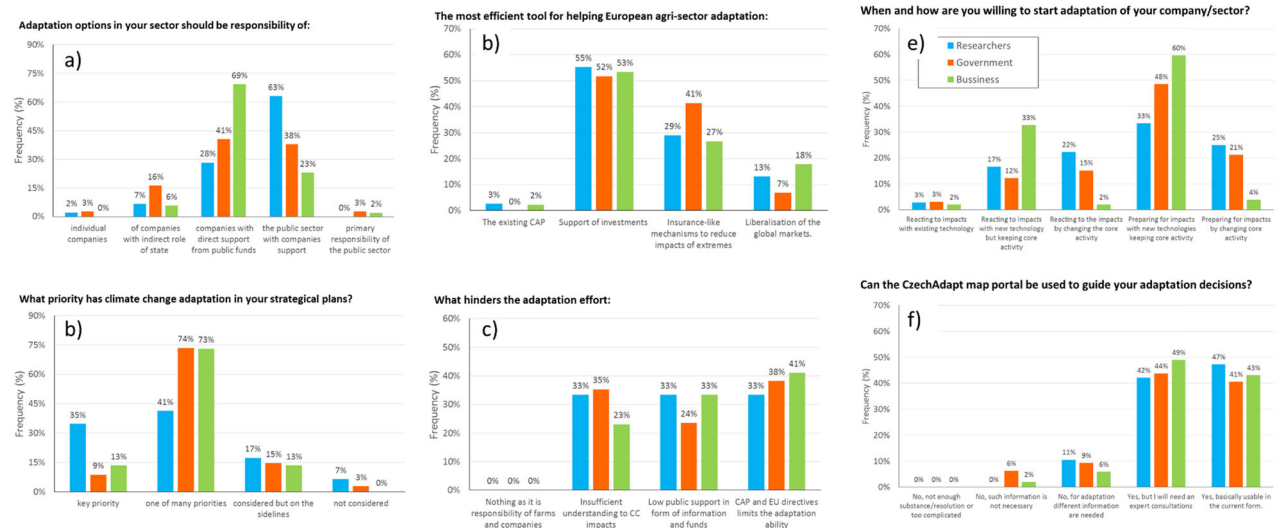 Adaptation options in your sector should be responsibility of:
a)
Frequency (%)
90%
75%
60%
45%
30%
15%
0%
2% 3% 0%
7% 16% 6%
28% 41% 69%
63% 38% 23%
0% 3% 2%
individual
companies
of companies
with indirect role of
state
companies with
direct support
from public funds
the public sector
with companies
support
primary
responsibility of
the public sector
The most efficient tool for helping European agri-sector adaptation:
b)
Frequency (%)
70%
60%
50%
40%
30%
20%
10%
0%
3% 0% 2%
55% 52% 53%
29% 41% 27%
13% 7% 18%
The existing CAP
Support of investments
Insurance-like
mechanisms to reduce
impacts of extremes
Liberalisation of the
global markets.
When and how are you willing to start adaptation of your company/sector?
e)
Researchers
Government
Bussiness
Frequency (%)
70%
60%
50%
40%
30%
20%
10%
0%
3% 3% 2%
17% 12% 33%
22% 15% 2%
33% 48% 60%
25% 21% 4%
Reacting to impacts
with existing technology
Reacting to impacts
with new technology
but keeping core
activity
Reacting to the impacts
by changing the core
activity
Preparing for impacts
with new technologies
keeping core activity
Preparing for impactss
by changing core
activity
What priority has climate change adaptation in your strategical plans?
b)
Frequency (%)
90%
75%
60%
45%
30%
15%
0%
35% 9% 13%
41% 74% 73%
17% 15% 13%
7% 3% 0%
key priority
one of many priorities
considered but on the
sidelines
not considered
What hinders the adaptation effort:
c)
Frequency (%)
60%
50%
40%
30%
20%
10%
0%
0% 0% 0%
33% 35% 23%
33% 24% 33%
33% 38% 41%
Nothing as it is
responsibility of farms
and companies
Insufficient
understanding to CC
impacts
Low public support in
form of information
and funds
CAP and EU directives
limits the adaptation
ability
Can the CzechAdapt map portal be used to guide your adaptation decisions?
f)
Frequency (%)
70%
60%
50%
40%
30%
20%
10%
0%
0% 0% 0%
0% 6% 2%
11% 9% 6%
42% 44% 49%
47% 41% 43%
No, not enough
substance/resolution or
too complicated
No, such information is
not necessary
No, for adaptation
different information
are needed
Yes, but I will need an
expert consultations
Yes, basically usable in
the current form.